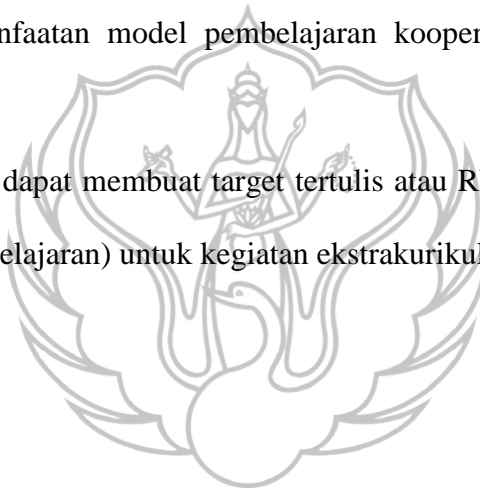 nfaatan model pembelajaran kooper
dapat membuat target tertulis atau R
elajaran) untuk kegiatan ekstrakurikul